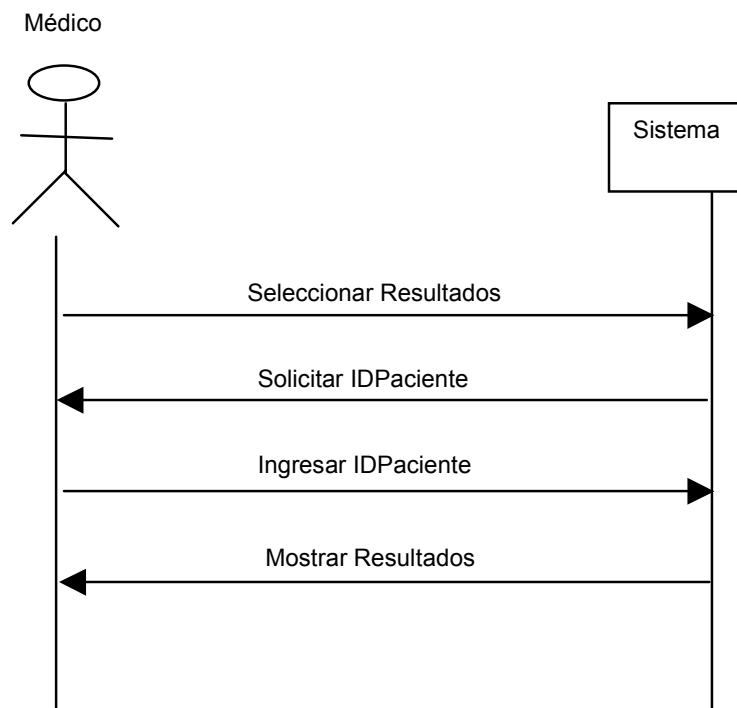 Médico
Sistema
Seleccionar Resultados
Solicitar IDPaciente
Ingresar IDPaciente
Mostrar Resultados